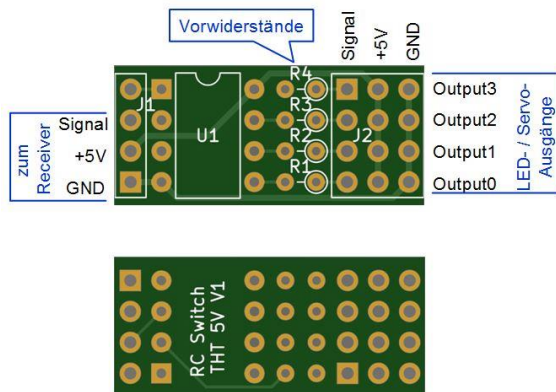 Vorwiderstände
Signal
+5V
GND
R4
J1
Output3
R3
Signal
Output2
zum
Receiver
U1
R2
J2
+5V
Output1
LED- / Servo-
Ausgänge
R1
GND
Output0
RC Switch
THT 5V V1